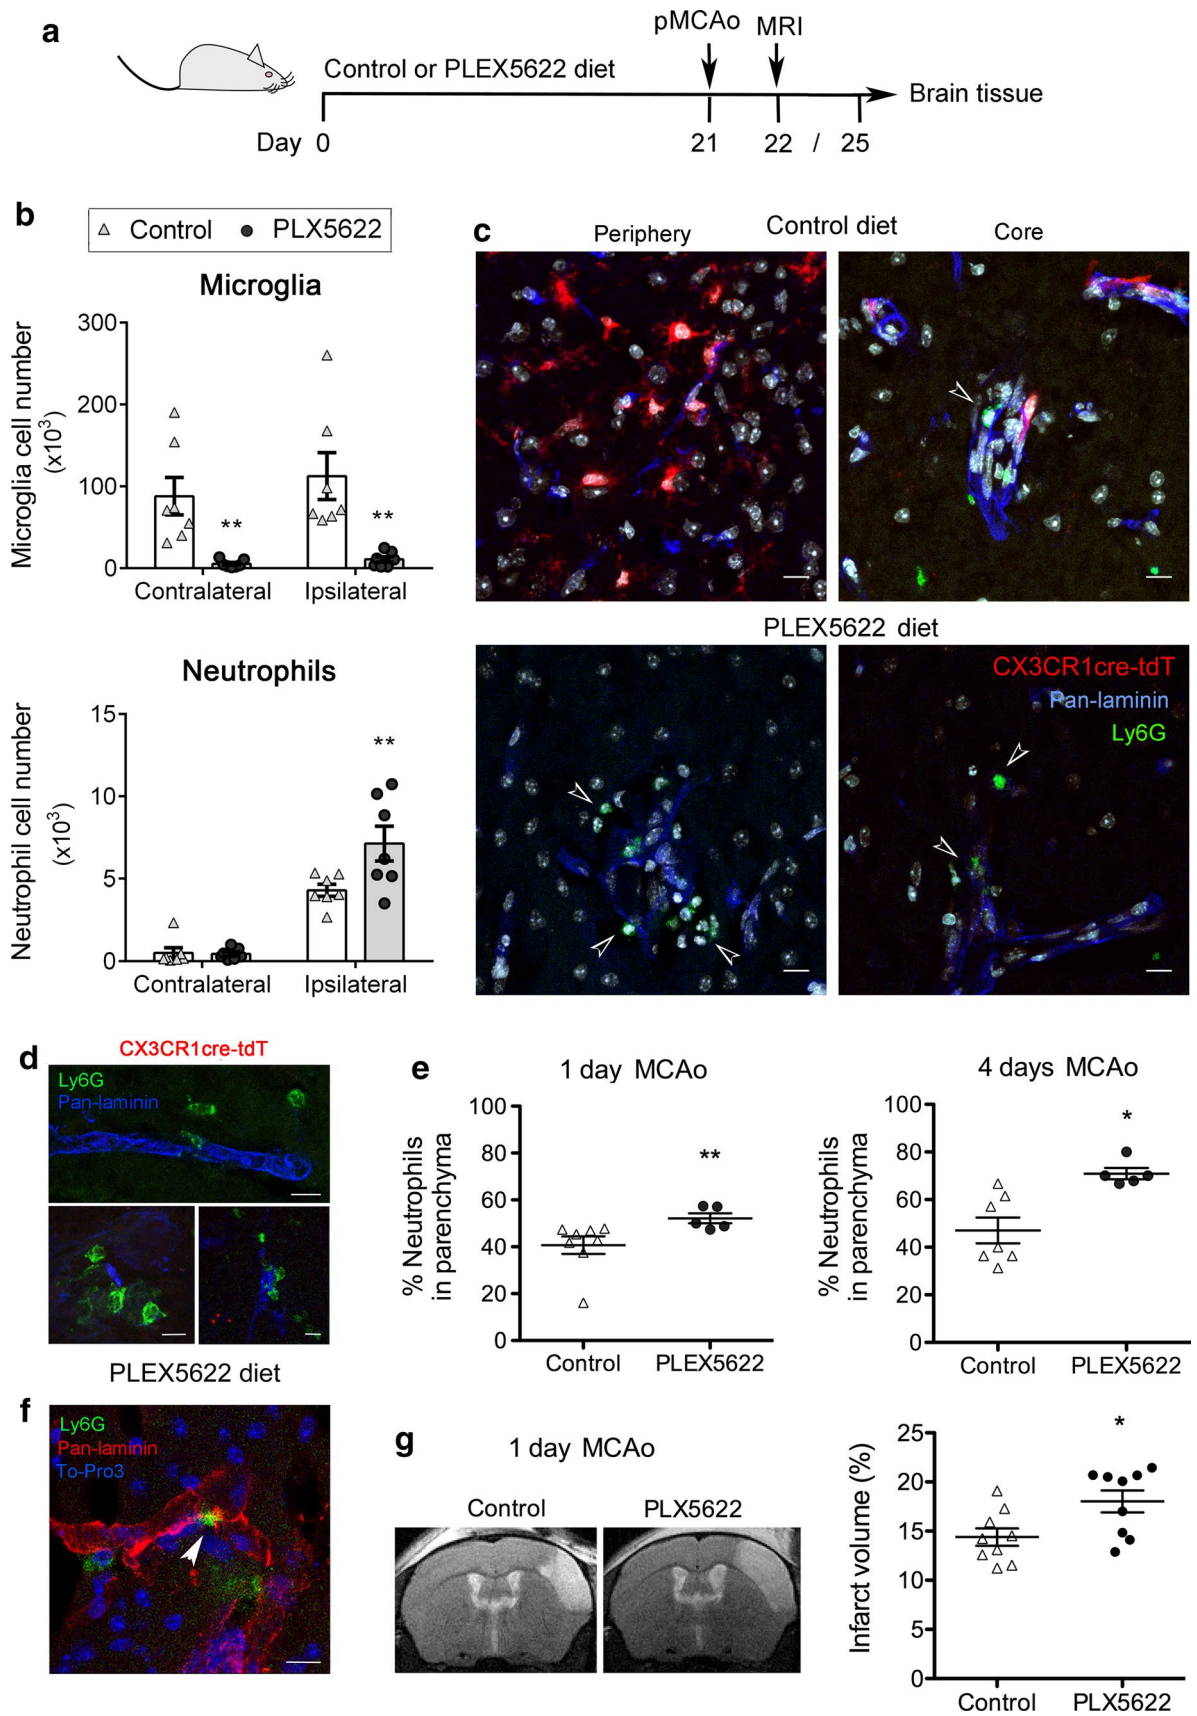 a
pMCAo MRI
Control or PLEX5622 diet
Brain tissue
Day 0 21 22 / 25
b
Control PLX5622
Microglia
Microglia cell number
(x10³)
300
200
100
0
** **
Contralateral Ipsilateral
Neutrophils
Neutrophil cell number
(x10³)
15
10
5
0
**
Contralateral Ipsilateral
c
Control diet
Periphery Core
PLEX5622 diet
CX3CR1cre-tdT
Pan-laminin
Ly6G
d
CX3CR1cre-tdT
Ly6G
Pan-laminin
PLEX5622 diet
e
1 day MCAo
% Neutrophils
in parenchyma
100
80
60
40
20
0
**
Control PLEX5622
4 days MCAo
% Neutrophils
in parenchyma
100
80
60
40
20
0
*
Control PLEX5622
f
Ly6G
Pan-laminin
To-Pro3
g
1 day MCAo
Control PLX5622
Infarct volume (%)
25
20
15
10
5
0
*
Control PLX5622